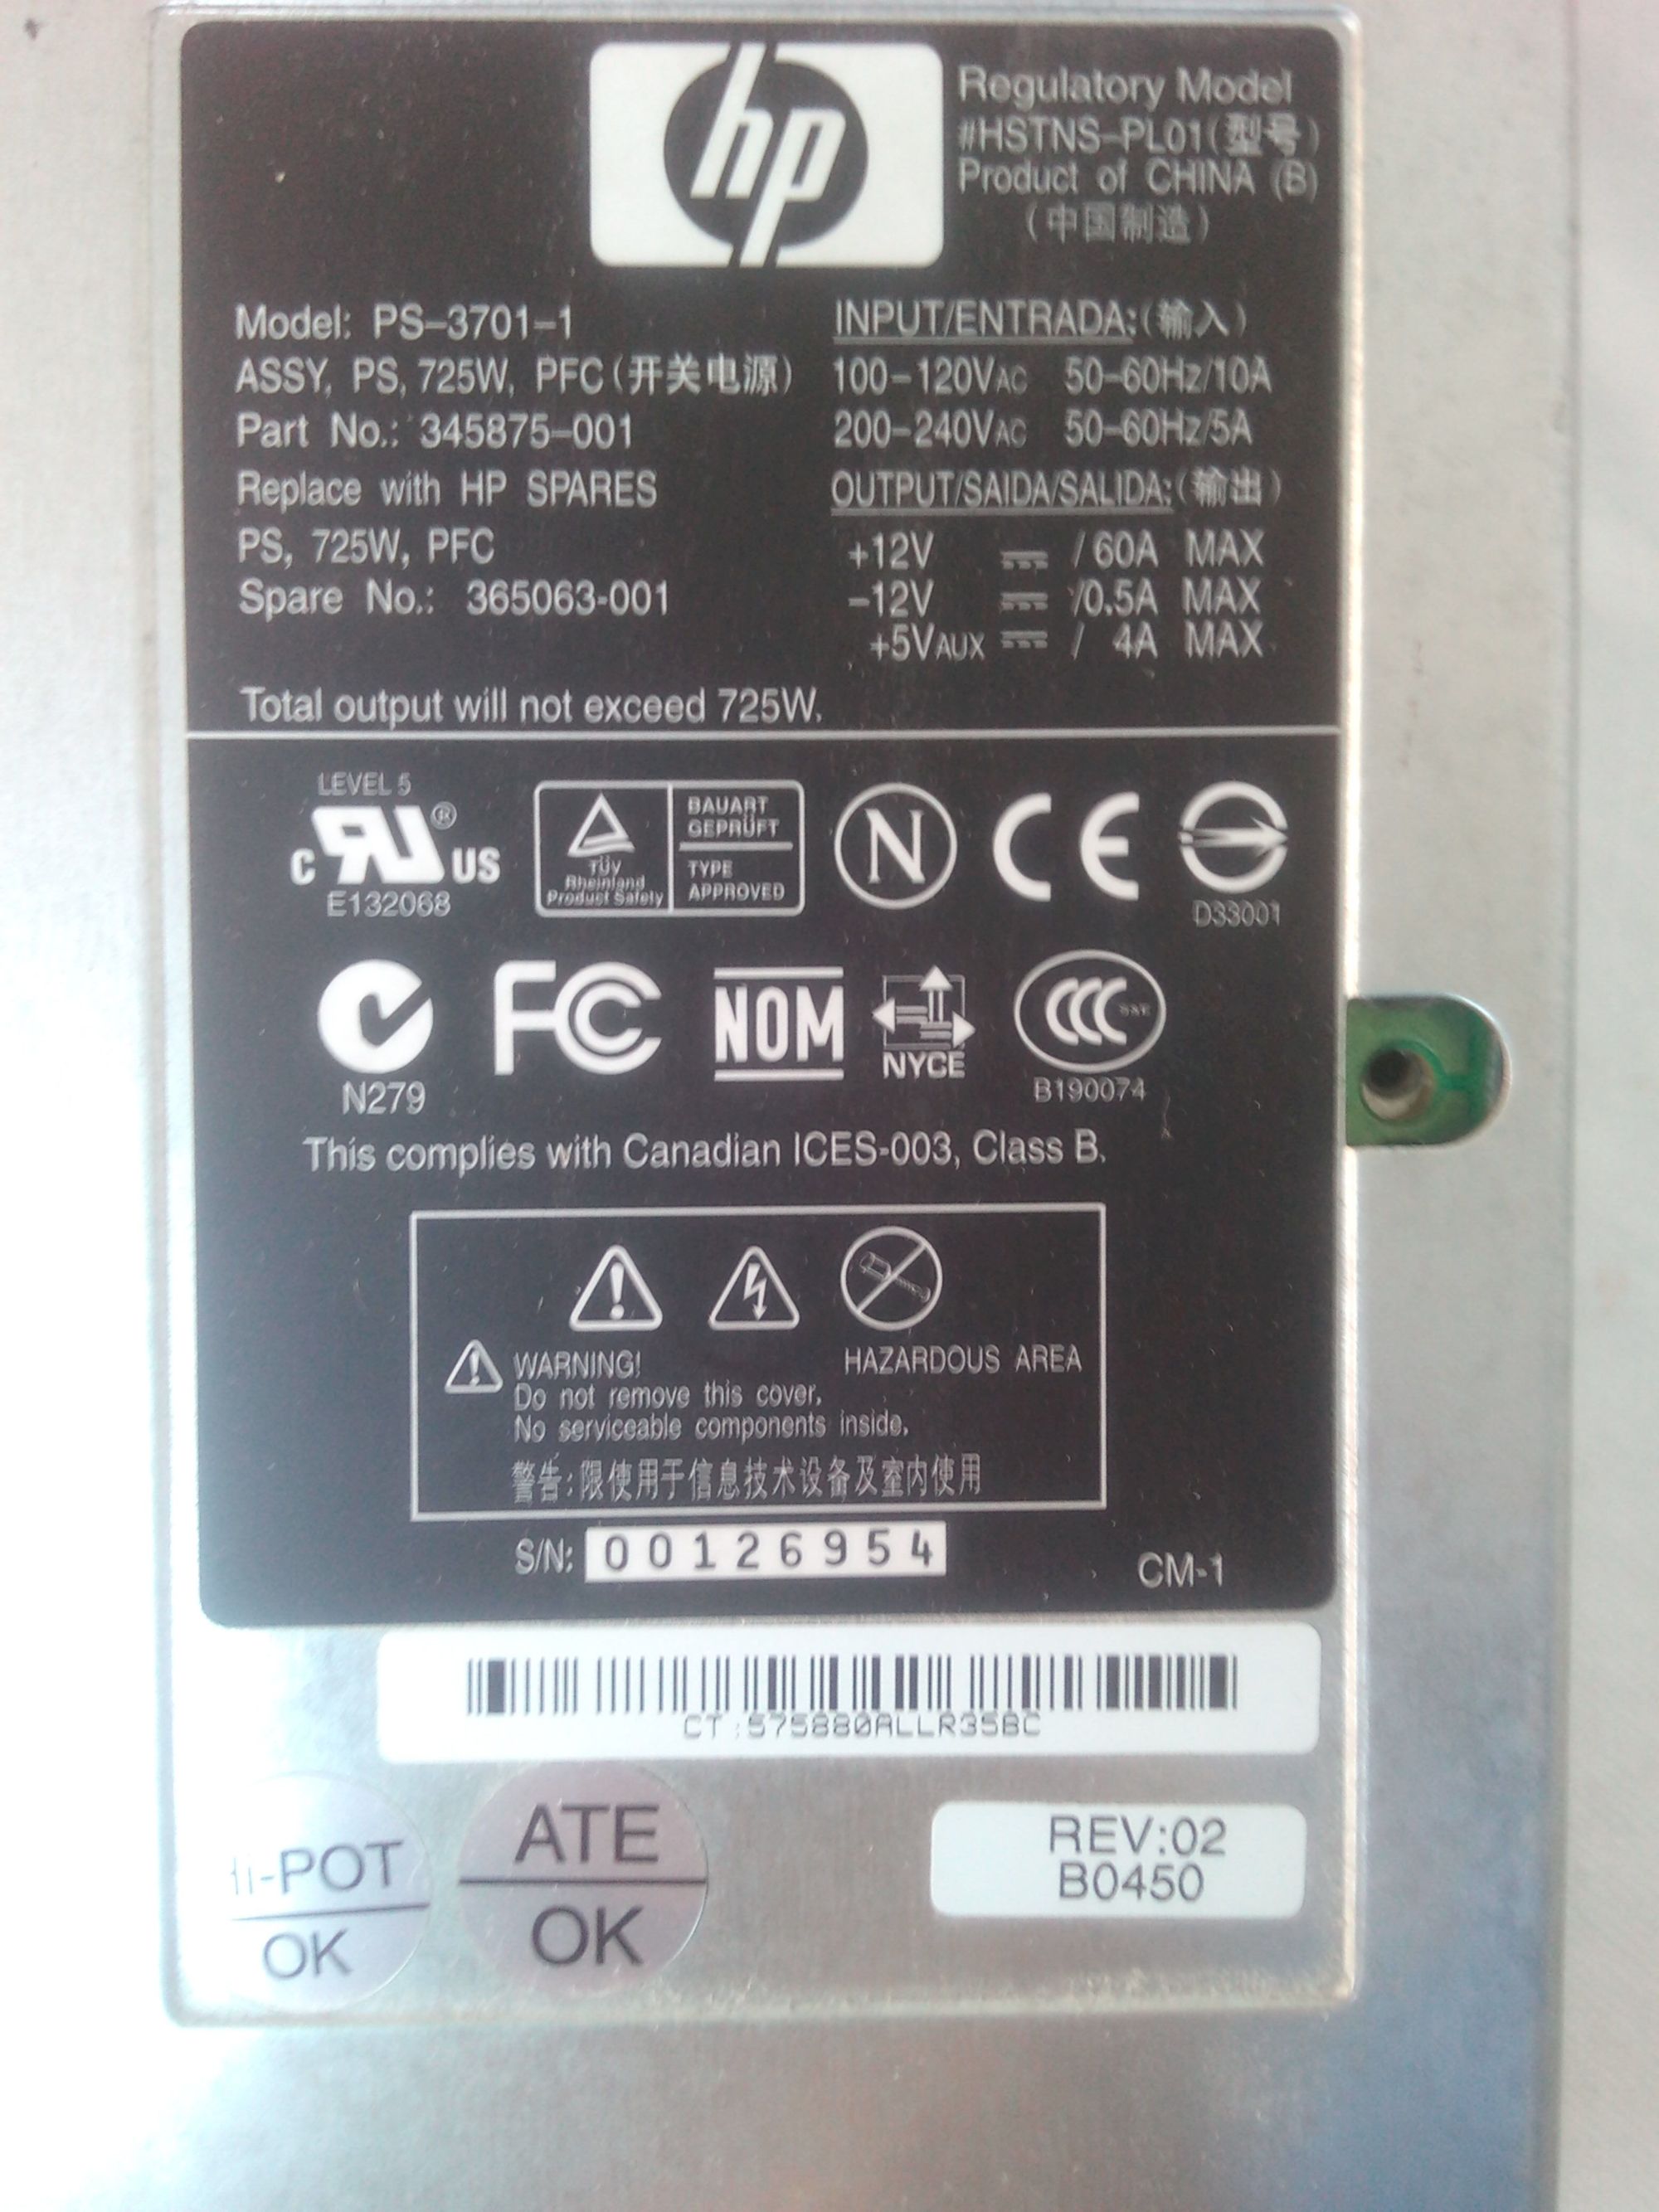 hp
Regulatory Model
#HSTNS-PL01(型号)
Product of CHINA (B)
(中国制造)
Model: PS-3701-1
ASSY, PS, 725W, PFC(开关电源)
Part No.: 345875-001
Replace with HP SPARES
PS, 725W, PFC
Spare No.: 365063-001
INPUT/ENTRADA:(输入)
100-120VAC 50-60Hz/10A
200-240VAC 50-60Hz/5A
OUTPUT/SAIDA/SALIDA:(输出)
+12V ⎓ / 60A MAX
-12V ⎓ /0.5A MAX
+5VAUX ⎓ / 4A MAX
Total output will not exceed 725W.
LEVEL 5
C RU ® US
E132068
TÜV
Rheinland
Product Safety
BAUART
GEPRÜFT
TYPE
APPROVED
N
CE
D33001
N279
FC
NOM
NYCE
CCC
B190074
This complies with Canadian ICES-003, Class B.
WARNING!
Do not remove this cover.
No serviceable components inside.
HAZARDOUS AREA
警告:限使用于信息技术设备及室内使用
S/N: 00126954
CM-1
CT:575880ALLR35BC
Hi-POT
OK
ATE
OK
REV:02
B0450